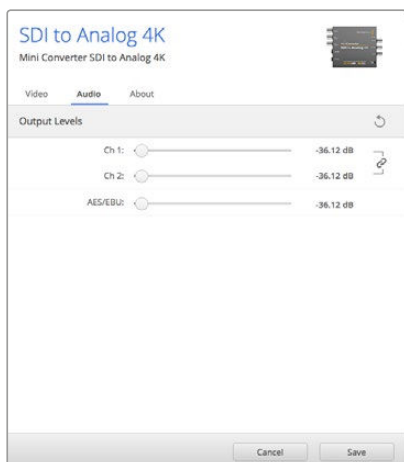 SDI to Analog 4K
Mini Converter SDI to Analog 4K
Video Audio About
Output Levels
Ch 1: -36.12 dB
Ch 2: -36.12 dB
AES/EBU: -36.12 dB
Cancel Save